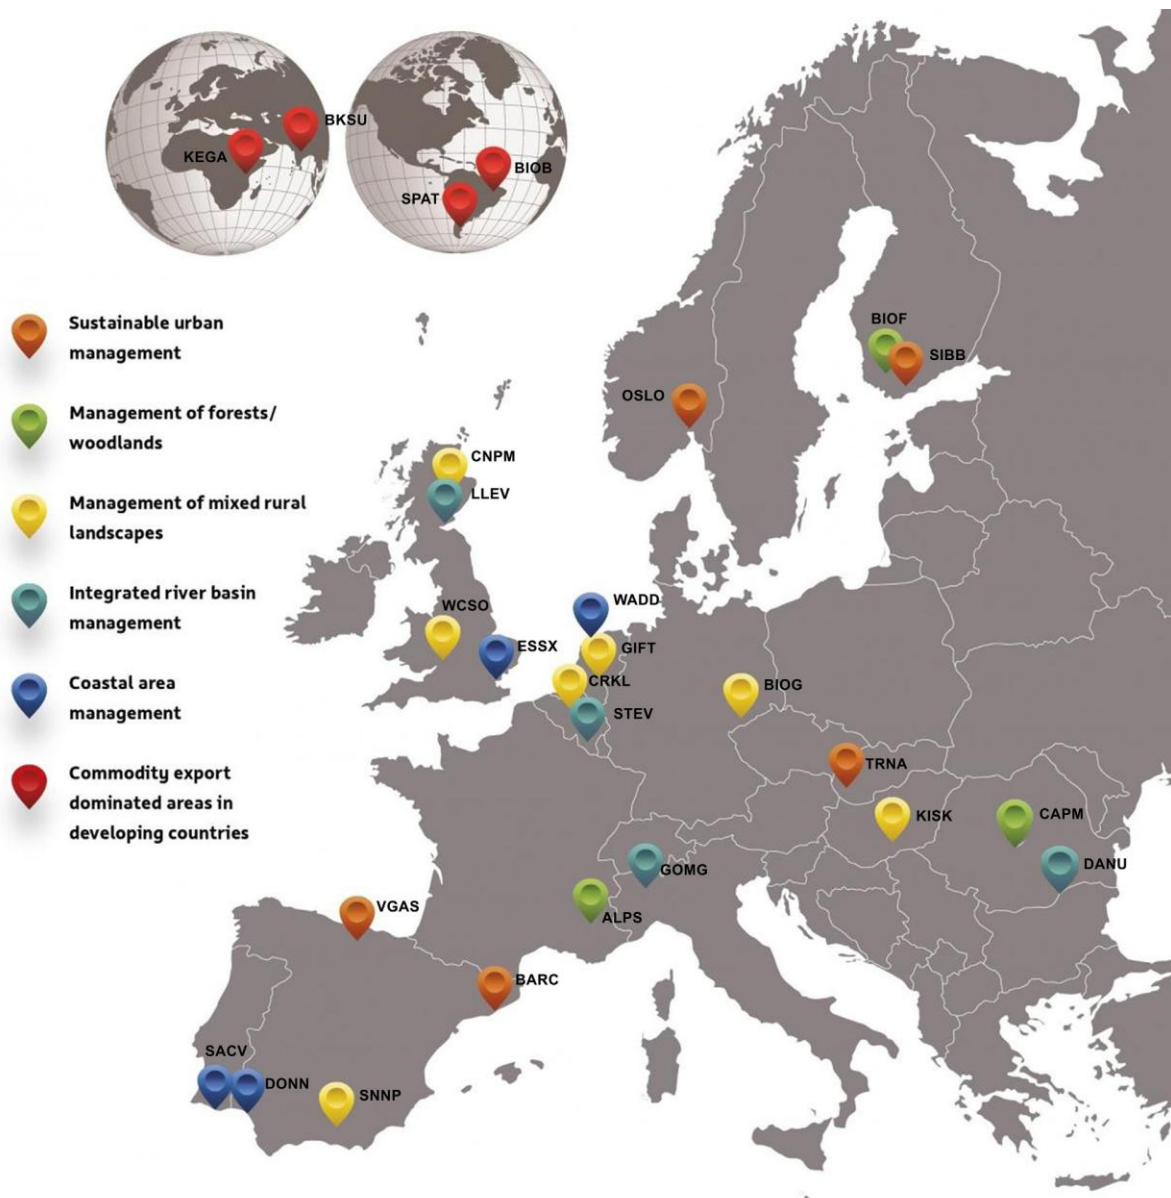 BKSU
KEGA
BIOB
SPAT
Sustainable urban
management
Management of forests/
woodlands
Management of mixed rural
landscapes
Integrated river basin
management
Coastal area
management
Commodity export
dominated areas in
developing countries
BIOF
SIBB
OSLO
CNPM
LLEV
WCSO
WADD
ESSX
GIFT
CRKL
BIOG
STEV
TRNA
KISK
CAPM
DANU
GOMG
VGAS
ALPS
BARC
SACV
DONN
SNNP